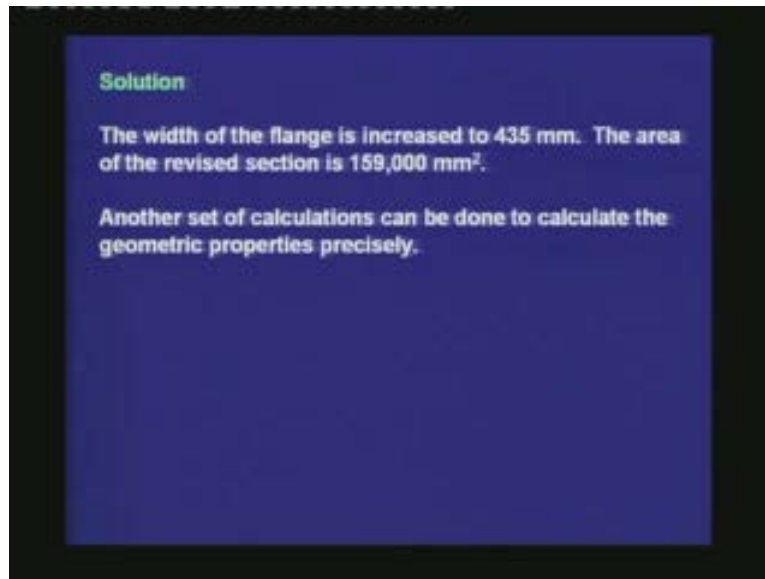 Solution
The width of the flange is increased to 435 mm. The area
of the revised section is 159,000 mm².
Another set of calculations can be done to calculate the
geometric properties precisely.